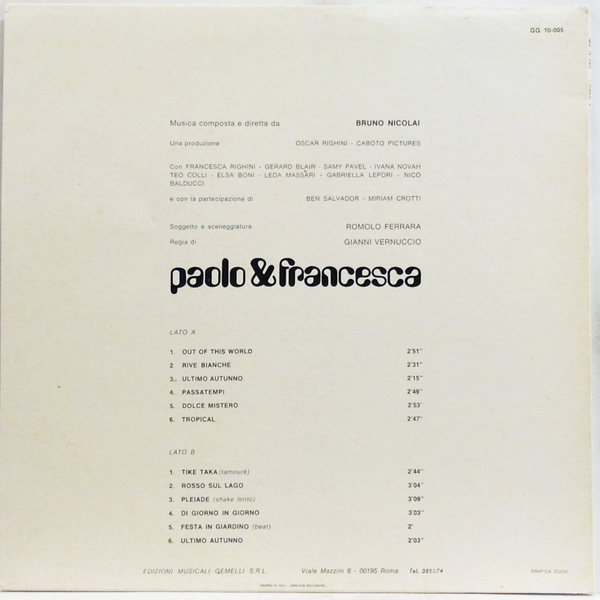 GG 10-005
Musica composta e diretta da BRUNO NICOLAI
Una produzione OSCAR RIGHINI - CABOTO PICTURES
Con FRANCESCA RIGHINI - GERARD BLAIR - SAMY PAVEL - IVANA NOVAH
TEO COLLI - ELSA BONI - LEDA MASSARI - GABRIELLA LEPORI - NICO
BALDUCCI
e con la partecipazione di BEN SALVADOR - MIRIAM CROTTI
Soggetto e sceneggiatura ROMOLO FERRARA
Regia di GIANNI VERNUCCIO
paolo & francesca
LATO A
1. OUT OF THIS WORLD 2'51"
2 RIVE BIANCHE 2'31"
3. ULTIMO AUTUNNO 2'15"
4. PASSATEMPI 2'49"
5. DOLCE MISTERO 2'53"
6. TROPICAL 2'47"
LATO B
1. TIKE TAKA (tamouré) 2'44"
2. ROSSO SUL LAGO 3'04"
3. PLEIADE (shake lento) 3'09"
4. DI GIORNO IN GIORNO 3'03"
5. FESTA IN GIARDINO (beat) 2'
6. ULTIMO AUTUNNO 2'03"
EDIZIONI MUSICALI GEMELLI S.R.L. Viale Mazzini 6 - 00195 Roma Tel. 385574
GRAFICA